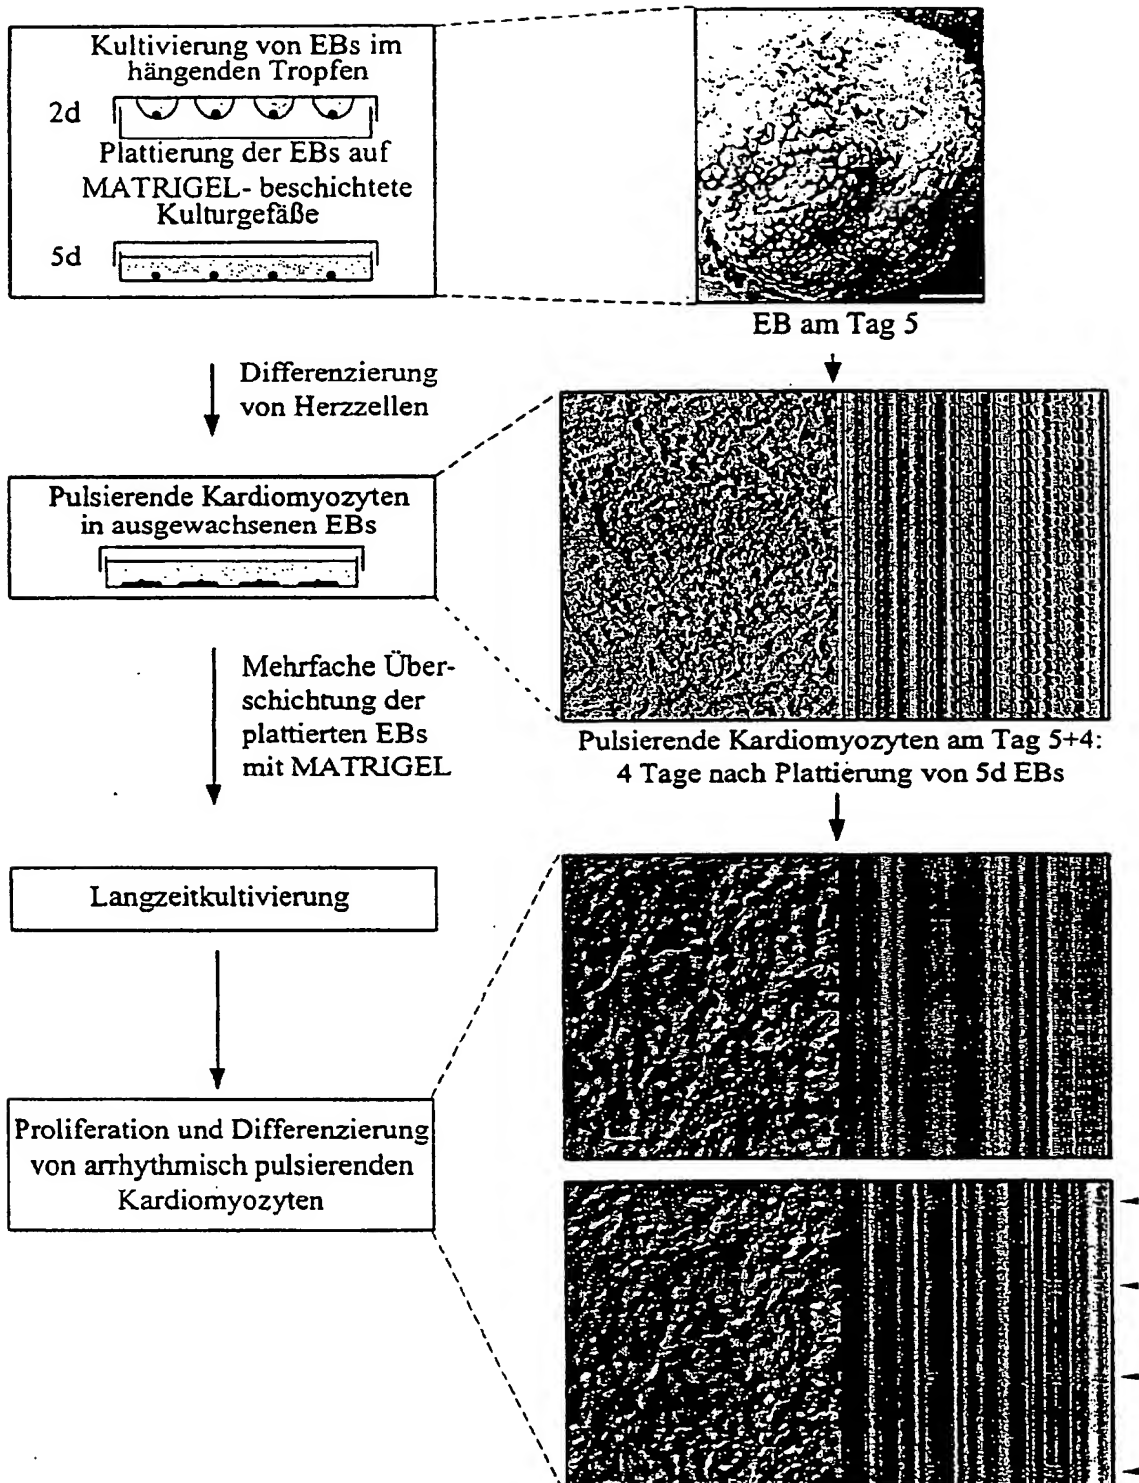 Kultivierung von EBs im
hängenden Tropfen
2d
Plattierung der EBs auf
MATRIGEL- beschichtete
Kulturgefäße
5d
EB am Tag 5
Differenzierung
von Herzzellen
Pulsierende Kardiomyozyten
in ausgewachsenen EBs
Mehrfache Über-
schichtung der
plattierten EBs
mit MATRIGEL
Pulsierende Kardiomyozyten am Tag 5+4:
4 Tage nach Plattierung von 5d EBs
Langzeitkultivierung
Proliferation und Differenzierung
von arrhythmisch pulsierenden
Kardiomyozyten